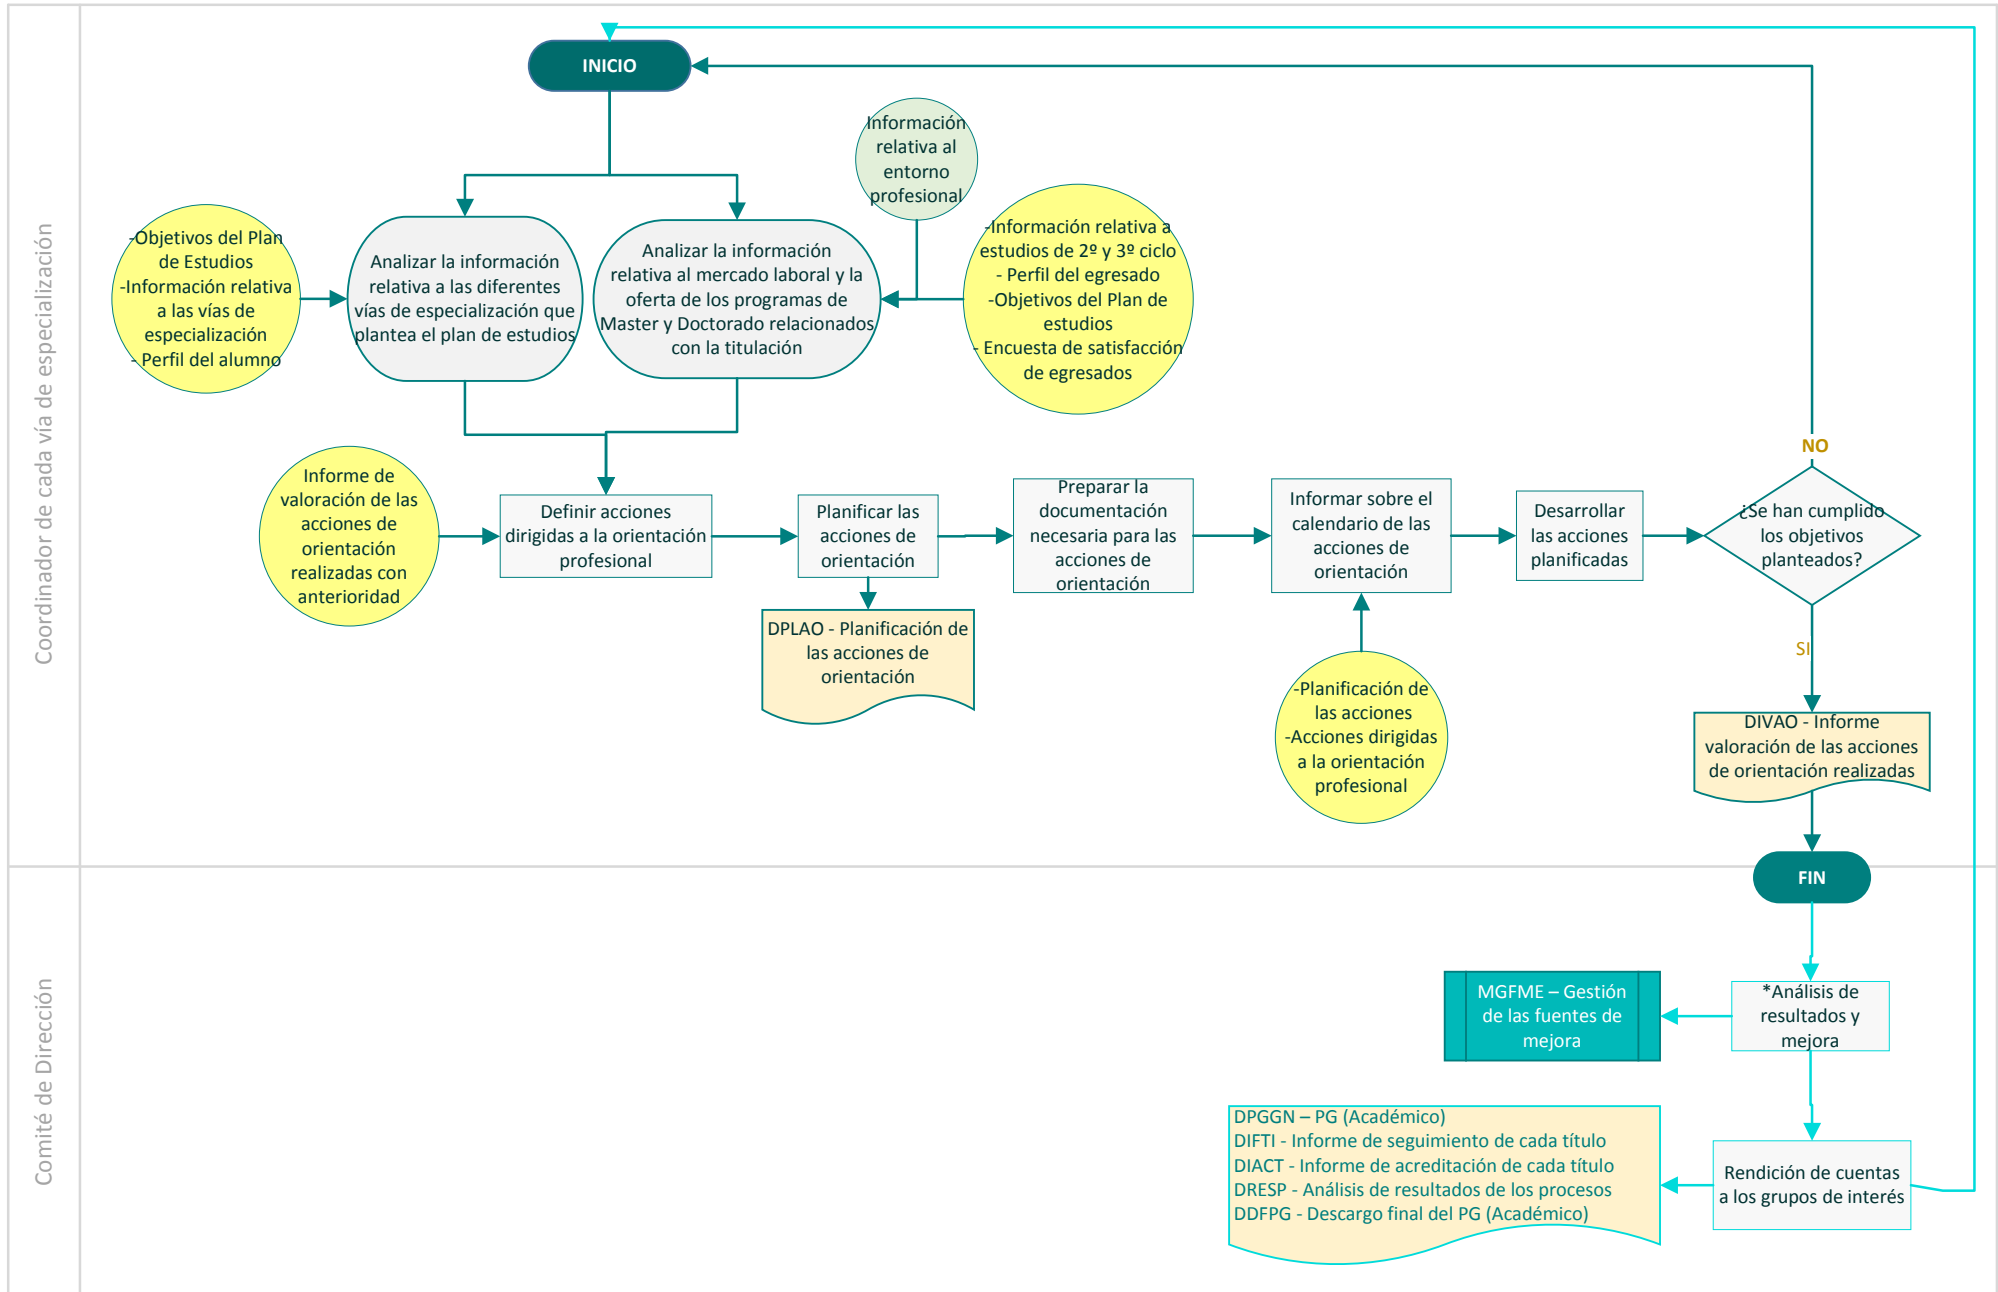 Coordinador de cada vía de especialización
INICIO
Información
relativa al
entorno
profesional
-Objetivos del Plan
de Estudios
-Información relativa
a las vías de
especialización
- Perfil del alumno
Analizar la información
relativa a las diferentes
vías de especialización que
plantea el plan de estudios
Analizar la información
relativa al mercado laboral y la
oferta de los programas de
Master y Doctorado relacionados
con la titulación
-Información relativa a
estudios de 2º y 3º ciclo
- Perfil del egresado
-Objetivos del Plan de
estudios
- Encuesta de satisfacción
de egresados
Informe de
valoración de las
acciones de
orientación
realizadas con
anterioridad
Definir acciones
dirigidas a la orientación
profesional
Planificar las
acciones de
orientación
Preparar la
documentación
necesaria para las
acciones de
orientación
Informar sobre el
calendario de las
acciones de
orientación
Desarrollar
las acciones
planificadas
NO
¿Se han cumplido
los objetivos
planteados?
SI
DPLAO - Planificación de
las acciones de
orientación
-Planificación de
las acciones
-Acciones dirigidas
a la orientación
profesional
DIVAO - Informe
valoración de las acciones
de orientación realizadas
FIN
Comité de Dirección
MGFME – Gestión
de las fuentes de
mejora
*Análisis de
resultados y
mejora
DPGGN – PG (Académico)
DIFTI - Informe de seguimiento de cada título
DIACT - Informe de acreditación de cada título
DRESP - Análisis de resultados de los procesos
DDFPG - Descargo final del PG (Académico)
Rendición de cuentas
a los grupos de interés